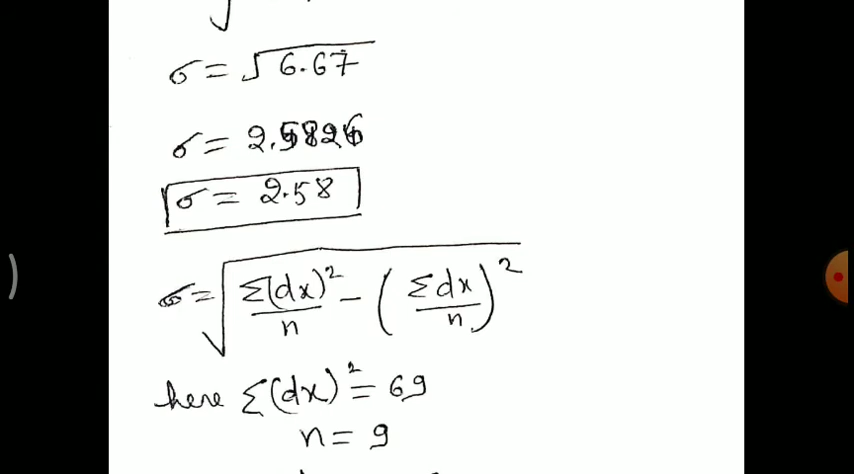 σ = √6.67
σ = 2.5826
σ = 2.58
σ = √(Σ(dx)²/n - (Σdx/n)²)
here Σ(dx)² = 69
n = 9